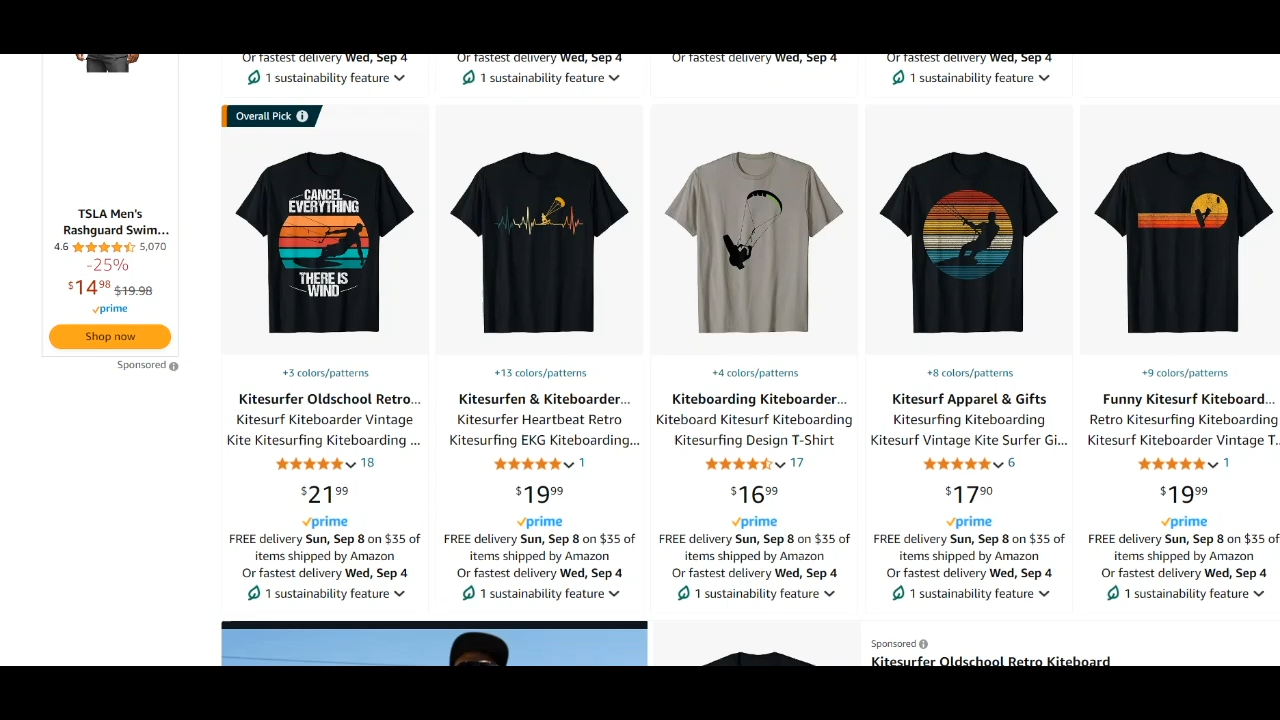 Or fastest delivery Wed, Sep 4
1 sustainability feature
Or fastest delivery Wed, Sep 4
1 sustainability feature
Or fastest delivery Wed, Sep 4
Or fastest delivery Wed, Sep 4
1 sustainability feature
TSLA Men's
Rashguard Swim...
4.6 5,070
-25%
$14 98 $19.98
prime
Shop now
Sponsored
Overall Pick
CANCEL
EVERYTHING
THERE IS
WIND
+3 colors/patterns
Kitesurfer Oldschool Retro...
Kitesurf Kiteboarder Vintage
Kite Kitesurfing Kiteboarding ...
18
$21 99
prime
FREE delivery Sun, Sep 8 on $35 of
items shipped by Amazon
Or fastest delivery Wed, Sep 4
1 sustainability feature
+13 colors/patterns
Kitesurfen & Kiteboarder...
Kitesurfer Heartbeat Retro
Kitesurfing EKG Kiteboarding...
1
$19 99
prime
FREE delivery Sun, Sep 8 on $35 of
items shipped by Amazon
Or fastest delivery Wed, Sep 4
1 sustainability feature
+4 colors/patterns
Kiteboarding Kiteboarder...
Kiteboard Kitesurf Kiteboarding
Kitesurfing Design T-Shirt
17
$16 99
prime
FREE delivery Sun, Sep 8 on $35 of
items shipped by Amazon
Or fastest delivery Wed, Sep 4
1 sustainability feature
+8 colors/patterns
Kitesurf Apparel & Gifts
Kitesurfing Kiteboarding
Kitesurf Vintage Kite Surfer Gi...
6
$17 90
prime
FREE delivery Sun, Sep 8 on $35 of
items shipped by Amazon
Or fastest delivery Wed, Sep 4
1 sustainability feature
+9 colors/patterns
Funny Kitesurf Kiteboard...
Retro Kitesurfing Kiteboarding
Kitesurf Kiteboarder Vintage T...
1
$19 99
prime
FREE delivery Sun, Sep 8 on $35 of
items shipped by Amazon
Or fastest delivery Wed, Sep 4
1 sustainability feature
Sponsored
Kitesurfer Oldschool Retro Kiteboard